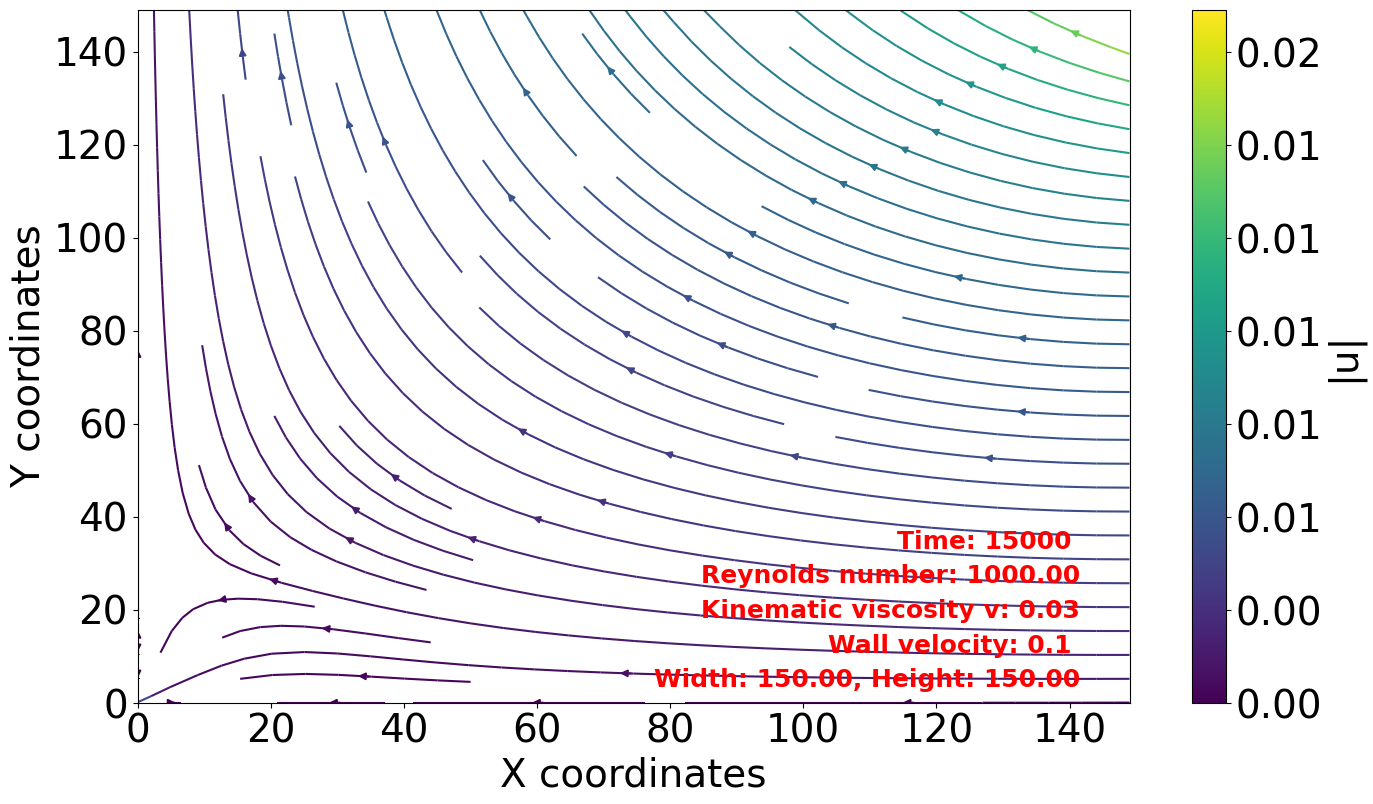 140
120
100
80
60
40
20
0
Y coordinates
0 20 40 60 80 100 120 140
X coordinates
Time: 15000
Reynolds number: 1000.00
Kinematic viscosity v: 0.03
Wall velocity: 0.1
Width: 150.00, Height: 150.00
0.02
0.01
0.01
0.01
0.01
0.01
0.00
0.00
|u|